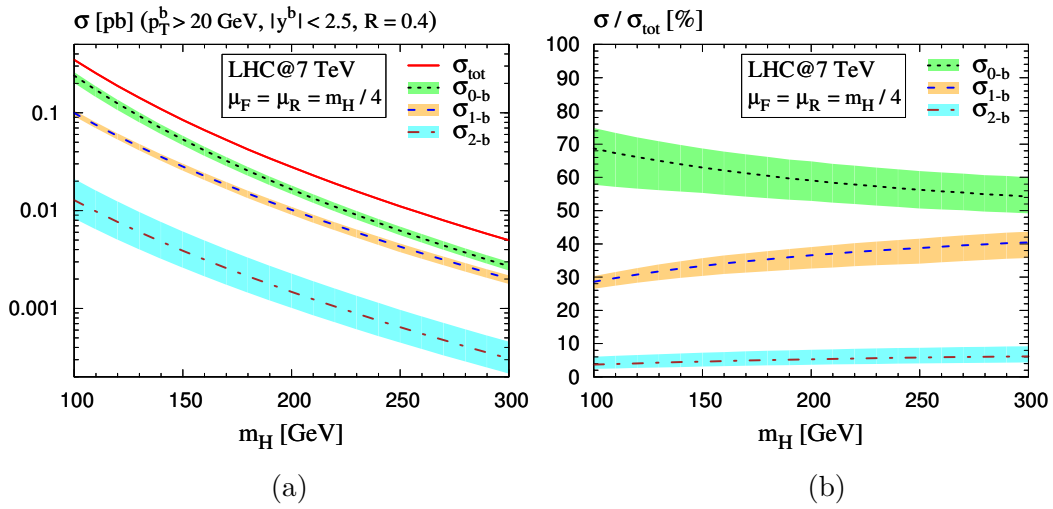 σ [pb] (p_T^b > 20 GeV, |y^b| < 2.5, R = 0.4)
LHC@7 TeV
μ_F = μ_R = m_H / 4
σ_tot
σ_0-b
σ_1-b
σ_2-b
0.1
0.01
0.001
100 150 200 250 300
m_H [GeV]
(a)
σ / σ_tot [%]
LHC@7 TeV
μ_F = μ_R = m_H / 4
σ_0-b
σ_1-b
σ_2-b
100
90
80
70
60
50
40
30
20
10
0
100 150 200 250 300
m_H [GeV]
(b)